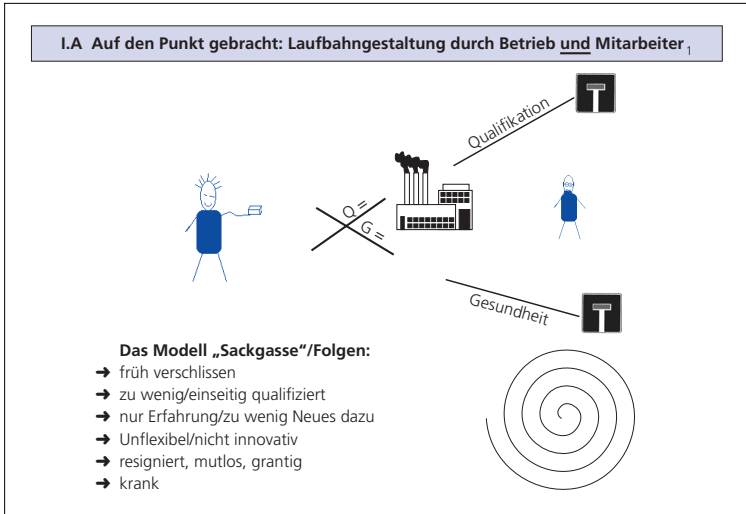 I.A Auf den Punkt gebracht: Laufbahngestaltung durch Betrieb und Mitarbeiter 1
Qualifikation
Q =
G =
Gesundheit
Das Modell „Sackgasse“/Folgen:
➔ früh verschlissen
➔ zu wenig/einseitig qualifiziert
➔ nur Erfahrung/zu wenig Neues dazu
➔ Unflexibel/nicht innovativ
➔ resigniert, mutlos, grantig
➔ krank